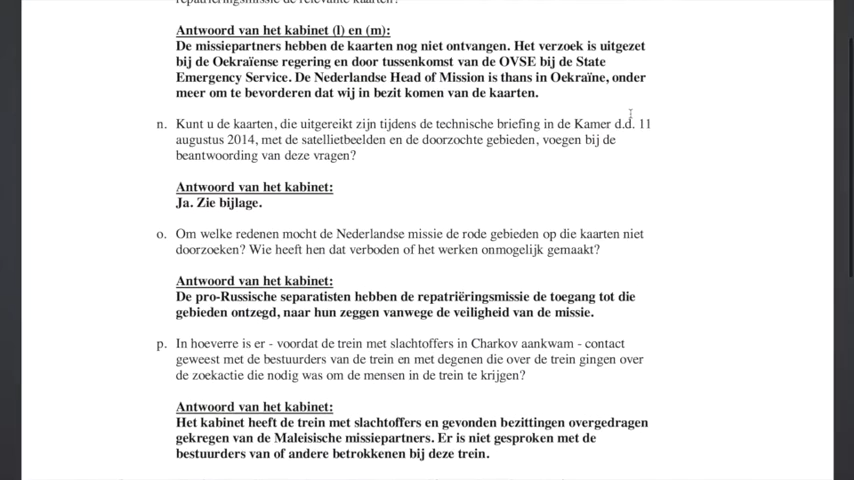 repatriëringsmissie de relevante kaarten?
Antwoord van het kabinet (l) en (m):
De missiepartners hebben de kaarten nog niet ontvangen. Het verzoek is uitgezet
bij de Oekraïense regering en door tussenkomst van de OVSE bij de State
Emergency Service. De Nederlandse Head of Mission is thans in Oekraïne, onder
meer om te bevorderen dat wij in bezit komen van de kaarten.
n. Kunt u de kaarten, die uitgereikt zijn tijdens de technische briefing in de Kamer d.d. 11
augustus 2014, met de satellietbeelden en de doorzochte gebieden, voegen bij de
beantwoording van deze vragen?
Antwoord van het kabinet:
Ja. Zie bijlage.
o. Om welke redenen mocht de Nederlandse missie de rode gebieden op die kaarten niet
doorzoeken? Wie heeft hen dat verboden of het werken onmogelijk gemaakt?
Antwoord van het kabinet:
De pro-Russische separatisten hebben de repatriëringsmissie de toegang tot die
gebieden ontzegd, naar hun zeggen vanwege de veiligheid van de missie.
p. In hoeverre is er - voordat de trein met slachtoffers in Charkov aankwam - contact
geweest met de bestuurders van de trein en met degenen die over de trein gingen over
de zoekactie die nodig was om de mensen in de trein te krijgen?
Antwoord van het kabinet:
Het kabinet heeft de trein met slachtoffers en gevonden bezittingen overgedragen
gekregen van de Maleisische missiepartners. Er is niet gesproken met de
bestuurders van of andere betrokkenen bij deze trein.